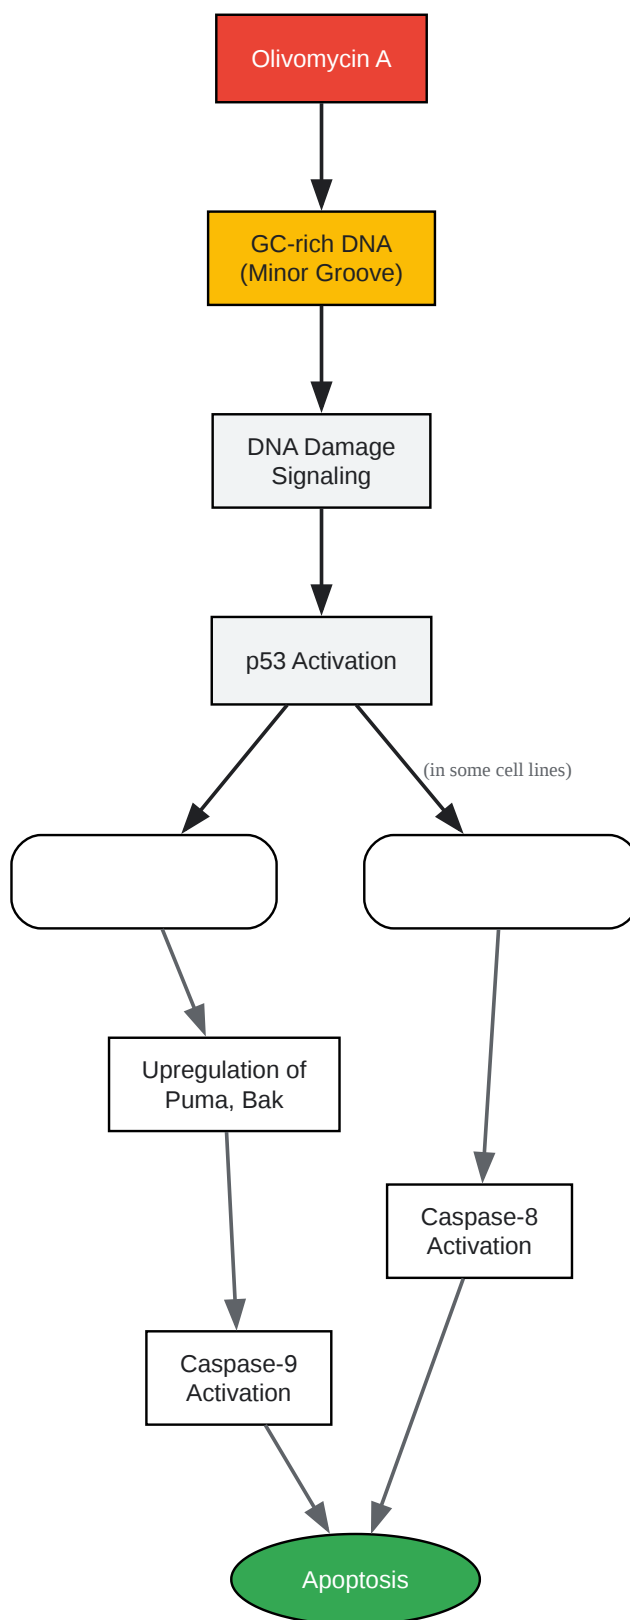 Olivomycin A
GC-rich DNA
(Minor Groove)
DNA Damage
Signaling
p53 Activation
(in some cell lines)
Upregulation of
Puma, Bak
Caspase-8
Activation
Caspase-9
Activation
Apoptosis